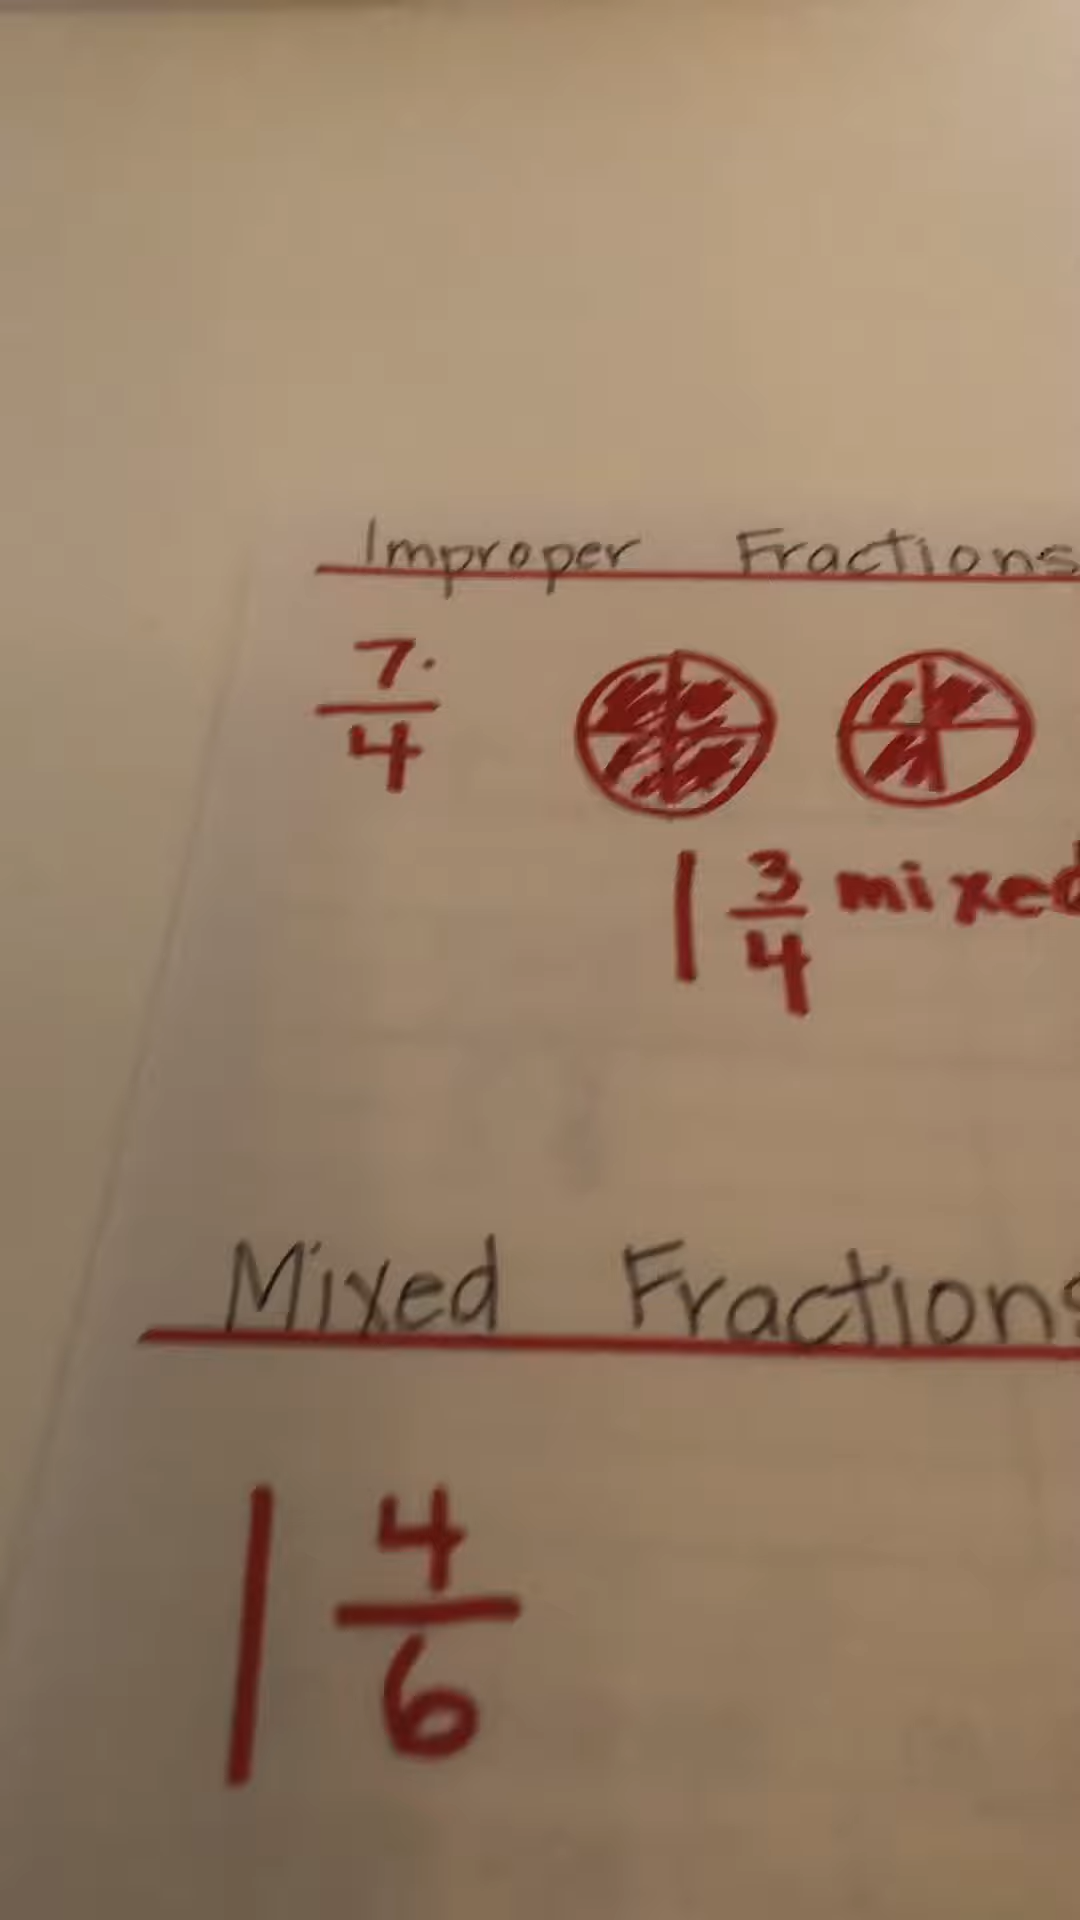 Improper Fractions
7/4
1 3/4 mixed
Mixed Fractions
1 4/6